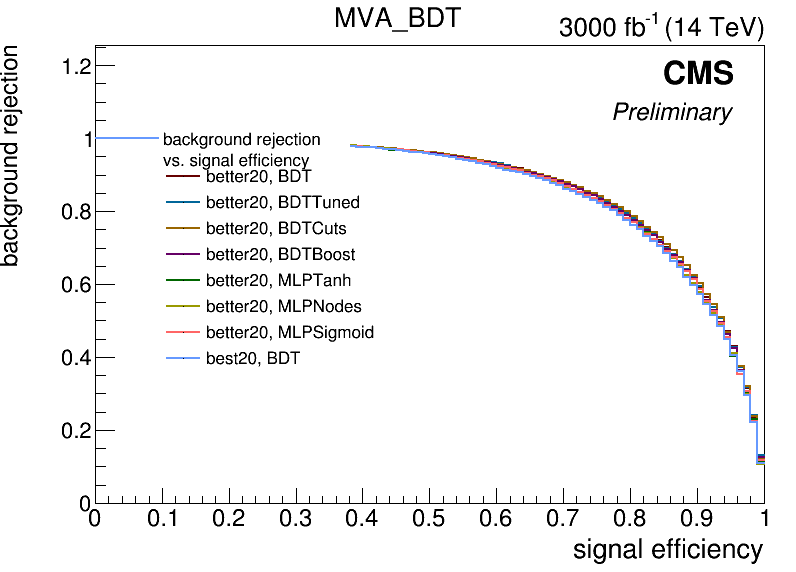 MVA_BDT
3000 fb-1 (14 TeV)
CMS
Preliminary
background rejection
1.2
1
0.8
0.6
0.4
0.2
0
background rejection
vs. signal efficiency
better20, BDT
better20, BDTTuned
better20, BDTCuts
better20, BDTBoost
better20, MLPTanh
better20, MLPNodes
better20, MLPSigmoid
best20, BDT
0 0.1 0.2 0.3 0.4 0.5 0.6 0.7 0.8 0.9 1
signal efficiency